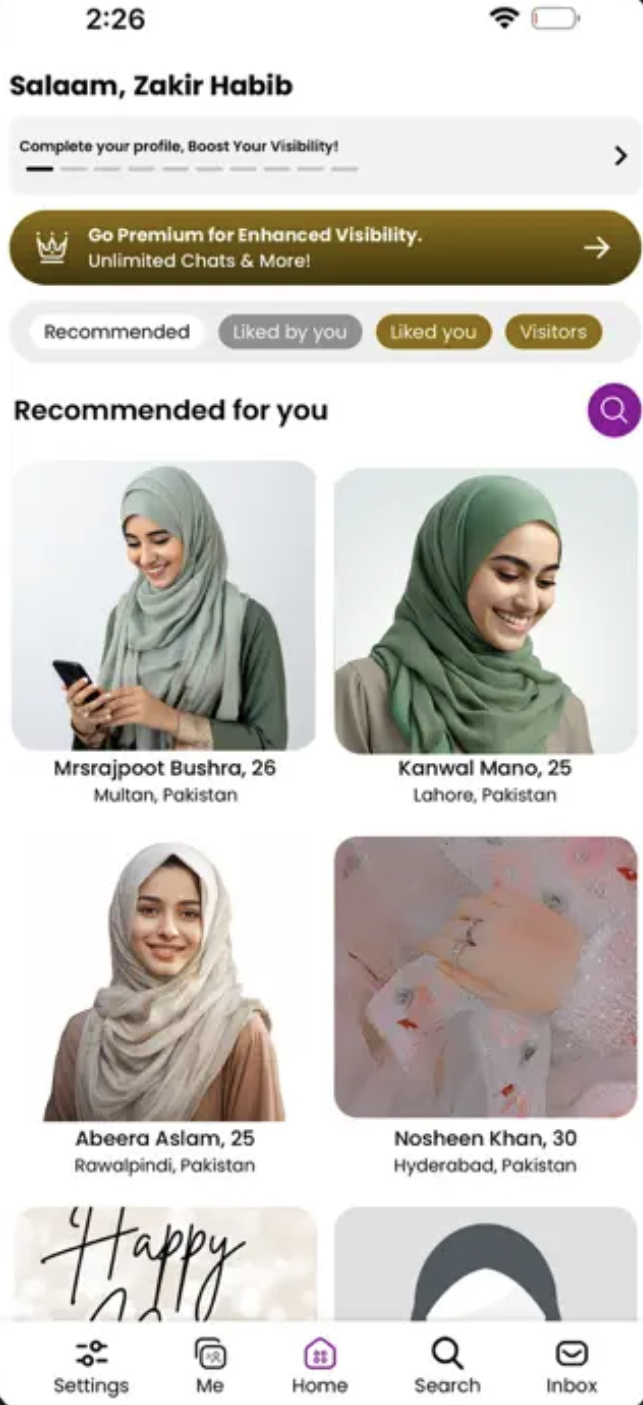 2:26
Salaam, Zakir Habib
Complete your profile, Boost Your Visibility!
Go Premium for Enhanced Visibility.
Unlimited Chats & More!
Recommended Liked by you Liked you Visitors
Recommended for you
Mrsrajpoot Bushra, 26
Multan, Pakistan
Kanwal Mano, 25
Lahore, Pakistan
Abeera Aslam, 25
Rawalpindi, Pakistan
Nosheen Khan, 30
Hyderabad, Pakistan
Happy
Settings Me Home Search Inbox